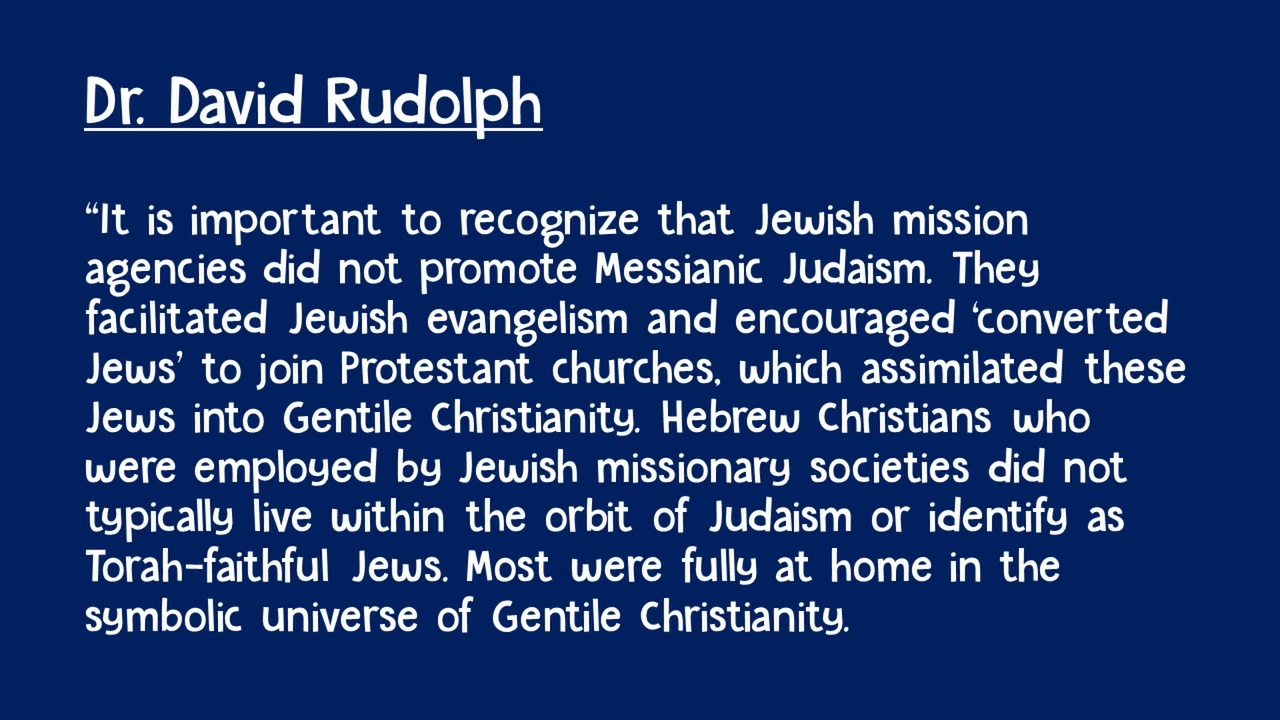 Dr. David Rudolph
“It is important to recognize that Jewish mission
agencies did not promote Messianic Judaism. They
facilitated Jewish evangelism and encouraged ‘converted
Jews’ to join Protestant churches, which assimilated these
Jews into Gentile Christianity. Hebrew Christians who
were employed by Jewish missionary societies did not
typically live within the orbit of Judaism or identify as
Torah-faithful Jews. Most were fully at home in the
symbolic universe of Gentile Christianity.